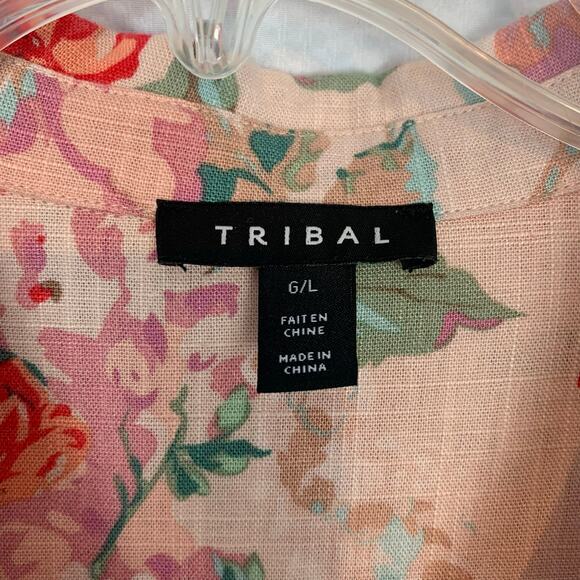 TRIBAL
G/L
FAIT EN
CHINE
MADE IN
CHINA